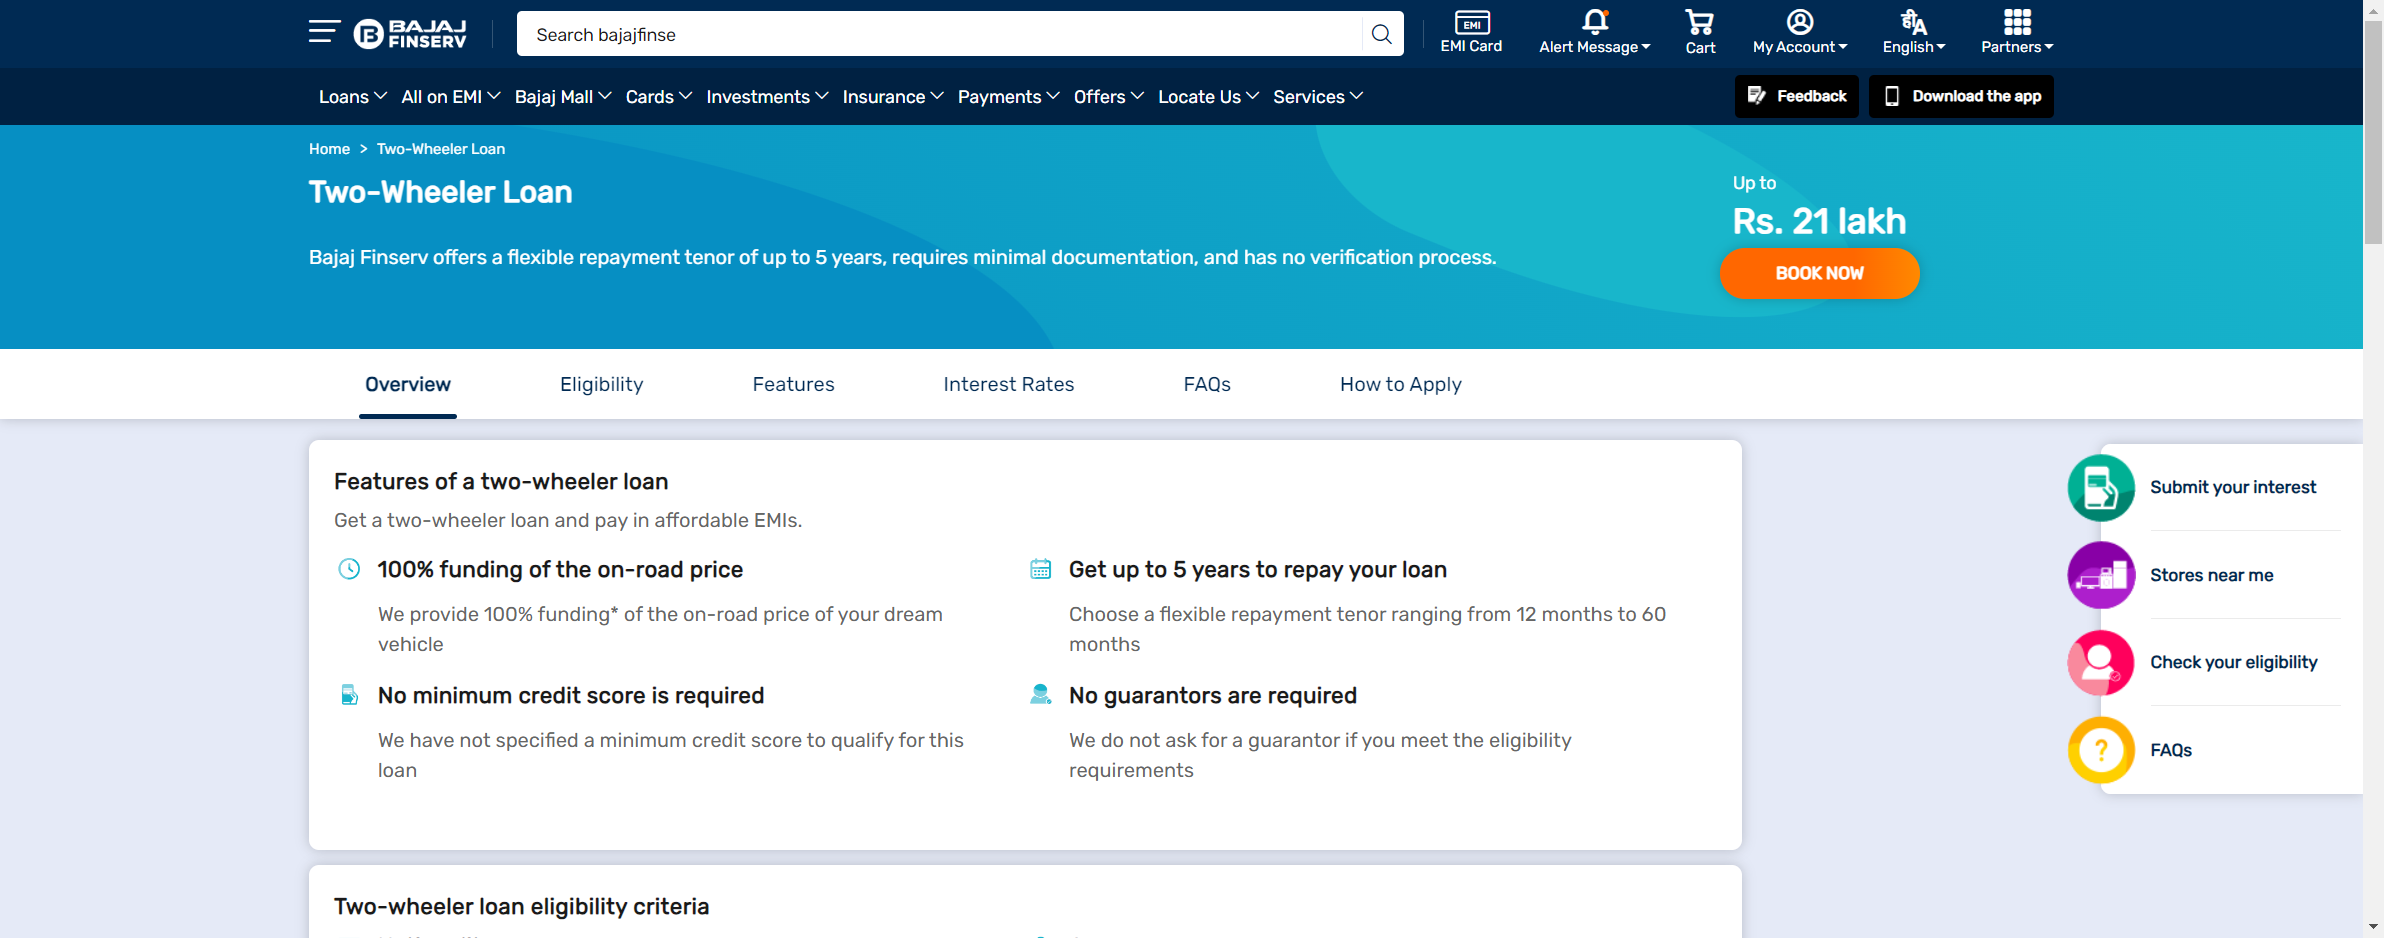 BAJAJ
FINSERV
Search bajajfinse
EMI
EMI Card
Alert Message
Cart
My Account
हीA
English
Partners
Loans
All on EMI
Bajaj Mall
Cards
Investments
Insurance
Payments
Offers
Locate Us
Services
Feedback
Download the app
Home > Two-Wheeler Loan
Two-Wheeler Loan
Bajaj Finserv offers a flexible repayment tenor of up to 5 years, requires minimal documentation, and has no verification process.
Up to
Rs. 21 lakh
BOOK NOW
Overview
Eligibility
Features
Interest Rates
FAQs
How to Apply
Features of a two-wheeler loan
Get a two-wheeler loan and pay in affordable EMIs.
100% funding of the on-road price
We provide 100% funding* of the on-road price of your dream
vehicle
Get up to 5 years to repay your loan
Choose a flexible repayment tenor ranging from 12 months to 60
months
No minimum credit score is required
We have not specified a minimum credit score to qualify for this
loan
No guarantors are required
We do not ask for a guarantor if you meet the eligibility
requirements
Submit your interest
Stores near me
Check your eligibility
?
FAQs
Two-wheeler loan eligibility criteria